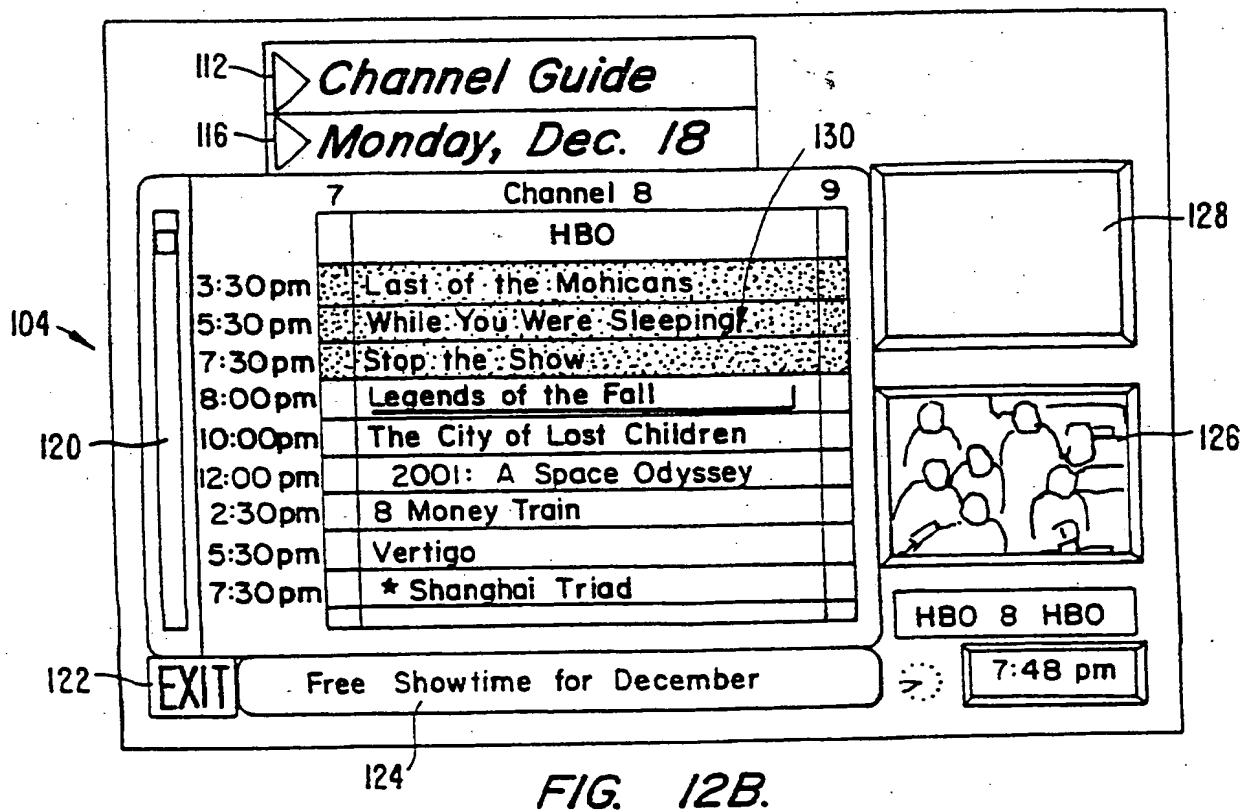 112 Channel Guide
116 Monday, Dec. 18 130
7 Channel 8 9
HBO
128
3:30pm Last of the Mohicans
104
5:30pm While You Were Sleeping
7:30pm Stop the Show
8:00pm Legends of the Fall
120
10:00pm The City of Lost Children
126
12:00 pm 2001: A Space Odyssey
2:30pm 8 Money Train
5:30pm Vertigo
7:30pm * Shanghai Triad
HBO 8 HBO
122 EXIT Free Showtime for December 7:48 pm
124
FIG. 12B.